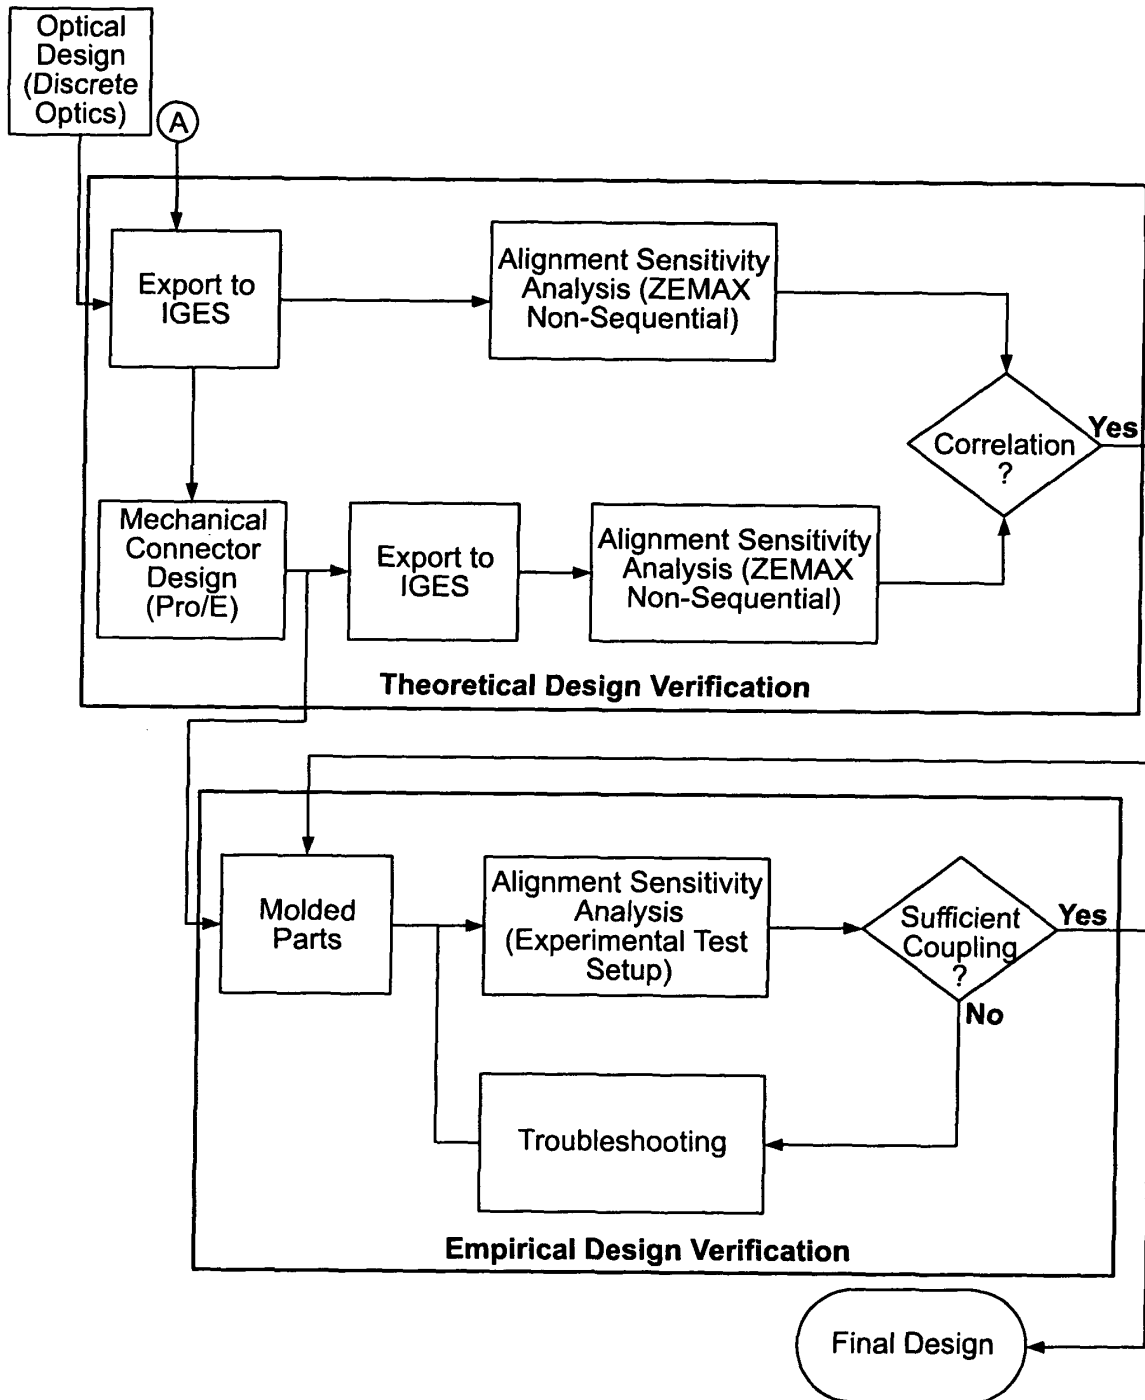 Optical
Design
(Discrete
Optics)
A
Export to
IGES
Alignment Sensitivity
Analysis (ZEMAX
Non-Sequential)
Correlation
?
Yes
Mechanical
Connector
Design
(Pro/E)
Export to
IGES
Alignment Sensitivity
Analysis (ZEMAX
Non-Sequential)
Theoretical Design Verification
Molded
Parts
Alignment Sensitivity
Analysis
(Experimental Test
Setup)
Sufficient
Coupling
?
Yes
No
Troubleshooting
Empirical Design Verification
Final Design